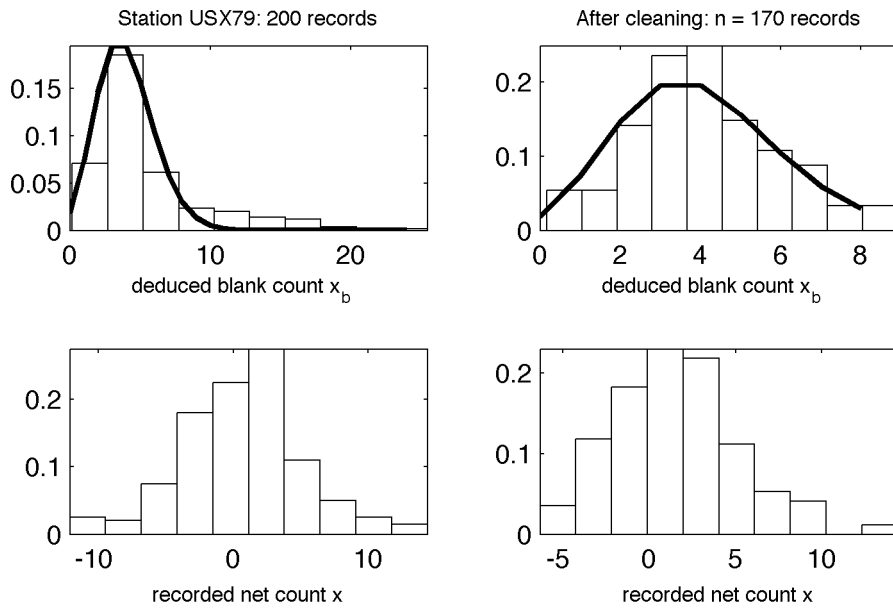 Station USX79: 200 records
0.15
0.1
0.05
0
0 10 20
deduced blank count x_b
After cleaning: n = 170 records
0.2
0.1
0
0 2 4 6 8
deduced blank count x_b
0.2
0.1
0
-10 0 10
recorded net count x
0.2
0.1
0
-5 0 5 10
recorded net count x